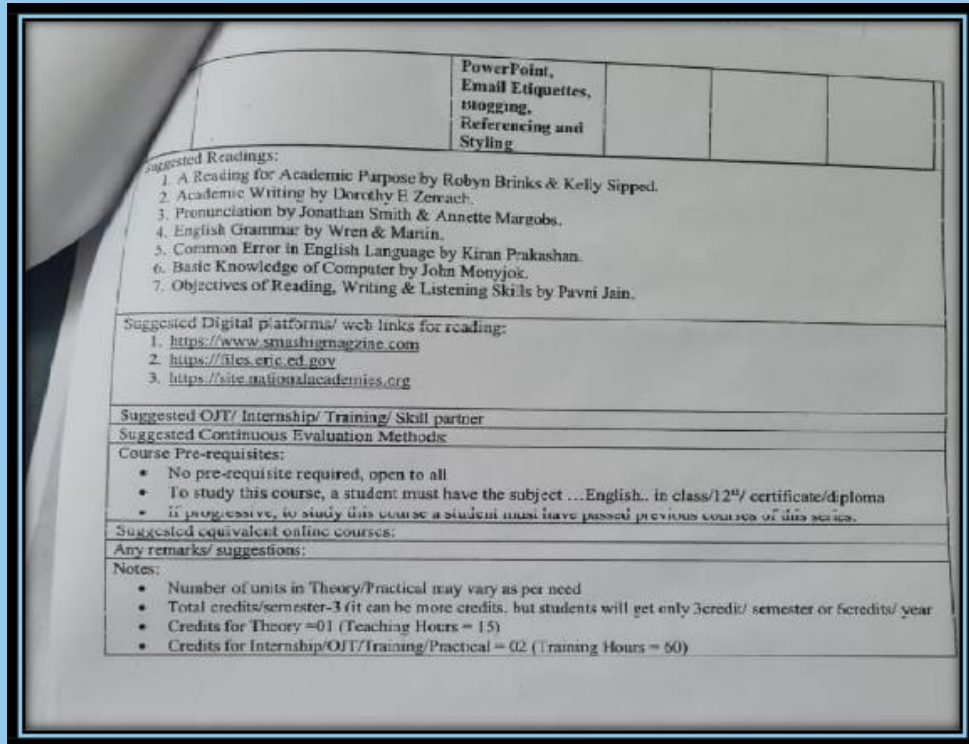 PowerPoint,
Email Etiquettes,
Blogging,
Referencing and
Styling
Suggested Readings:
1. A Reading for Academic Purpose by Robyn Brinks & Kelly Sipped.
2. Academic Writing by Dorothy E Zemach.
3. Pronunciation by Jonathan Smith & Annette Margobs.
4. English Grammar by Wren & Martin.
5. Common Error in English Language by Kiran Prakashan.
6. Basic Knowledge of Computer by John Monyjok.
7. Objectives of Reading, Writing & Listening Skills by Pavni Jain.
Suggested Digital platforms/ web links for reading:
1. https://www.smashigmagzine.com
2. https://files.eric.ed.gov
3. https://site.nationalacademies.org
Suggested OJT/ Internship/ Training/ Skill partner
Suggested Continuous Evaluation Methods:
Course Pre-requisites:
• No pre-requisite required, open to all
• To study this course, a student must have the subject ...English.. in class/12th/ certificate/diploma
• If progressive, to study this course a student must have passed previous courses of this series.
Suggested equivalent online courses:
Any remarks/ suggestions:
Notes:
• Number of units in Theory/Practical may vary as per need
• Total credits/semester-3 (it can be more credits, but students will get only 3credit/ semester or 6credits/ year
• Credits for Theory =01 (Teaching Hours = 15)
• Credits for Internship/OJT/Training/Practical = 02 (Training Hours = 60)